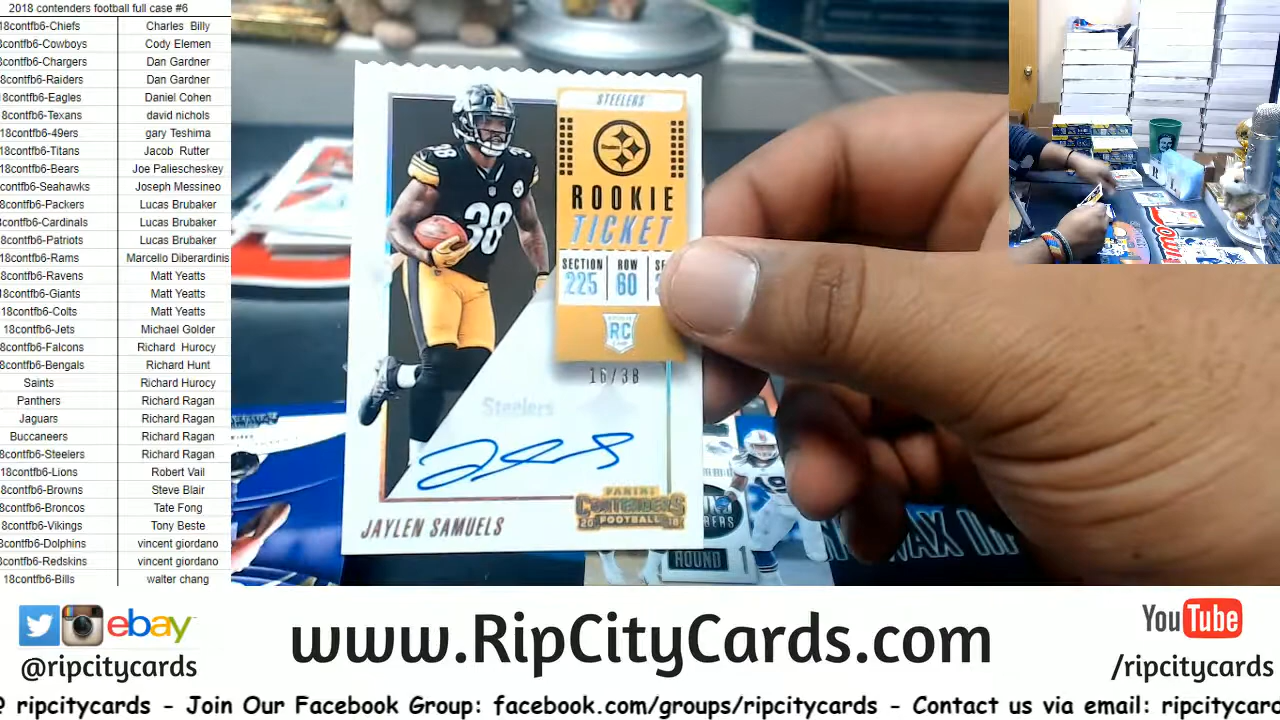 2018 contenders football full case #6
18contfb6-Chiefs Charles Billy
8contfb6-Cowboys Cody Elemen
8contfb6-Chargers Dan Gardner
8contfb6-Raiders Dan Gardner
8contfb6-Eagles Daniel Cohen
8contfb6-Texans david nichols
18contfb6-49ers gary Teshima
18contfb6-Titans Jacob Rutter
18contfb6-Bears Joe Paliescheskey
contfb6-Seahawks Joseph Messineo
8contfb6-Packers Lucas Brubaker
contfb6-Cardinals Lucas Brubaker
8contfb6-Patriots Lucas Brubaker
18contfb6-Rams Marcello Diberardinis
8contfb6-Ravens Matt Yeatts
8contfb6-Giants Matt Yeatts
18contfb6-Colts Matt Yeatts
18contfb6-Jets Michael Golder
8contfb6-Falcons Richard Hurocy
8contfb6-Bengals Richard Hunt
Saints Richard Hurocy
Panthers Richard Ragan
Jaguars Richard Ragan
Buccaneers Richard Ragan
8contfb6-Steelers Richard Ragan
18contfb6-Lions Robert Vail
8contfb6-Browns Steve Blair
8contfb6-Broncos Tate Fong
8contfb6-Vikings Tony Beste
8contfb6-Dolphins vincent giordano
8contfb6-Redskins vincent giordano
18contfb6-Bills walter chang
STEELERS
ROOKIE
TICKET
SECTION ROW
225 60
RC
16/38
38
Steelers
PANINI
CONTENDERS
2018 FOOTBALL
JAYLEN SAMUELS
ROUND 1
WAX
ebay
@ripcitycards
www.RipCityCards.com
YouTube
/ripcitycards
@ ripcitycards - Join Our Facebook Group: facebook.com/groups/ripcitycards - Contact us via email: ripcitycard